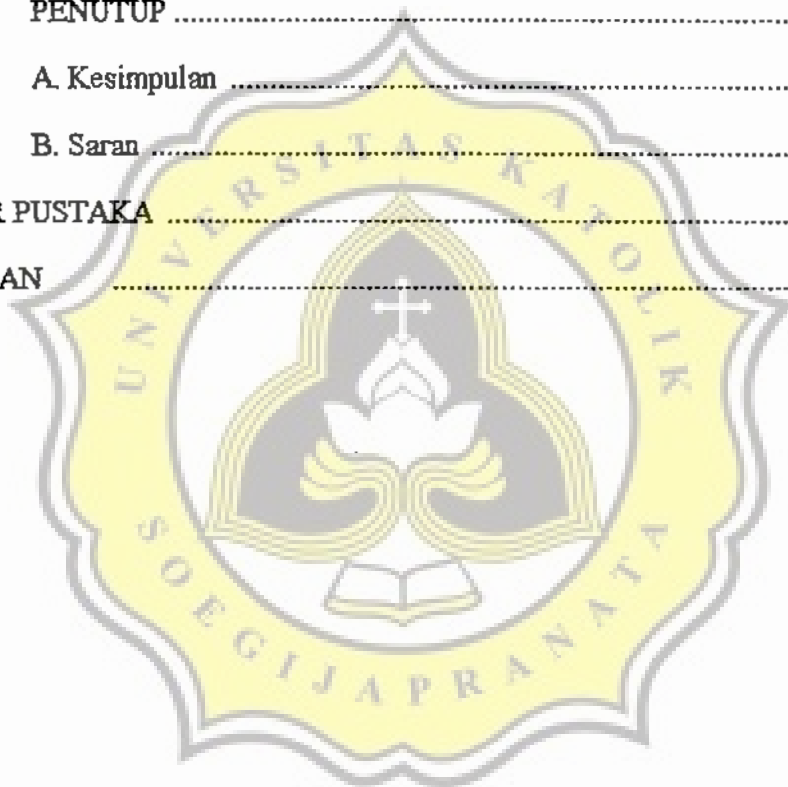 PENUTUP ................................................
A. Kesimpulan ................................................
B. Saran ................................................
PUSTAKA ................................................
AN ................................................
UNIVERSITAS KATOLIK
SOEGIJAPRANATA